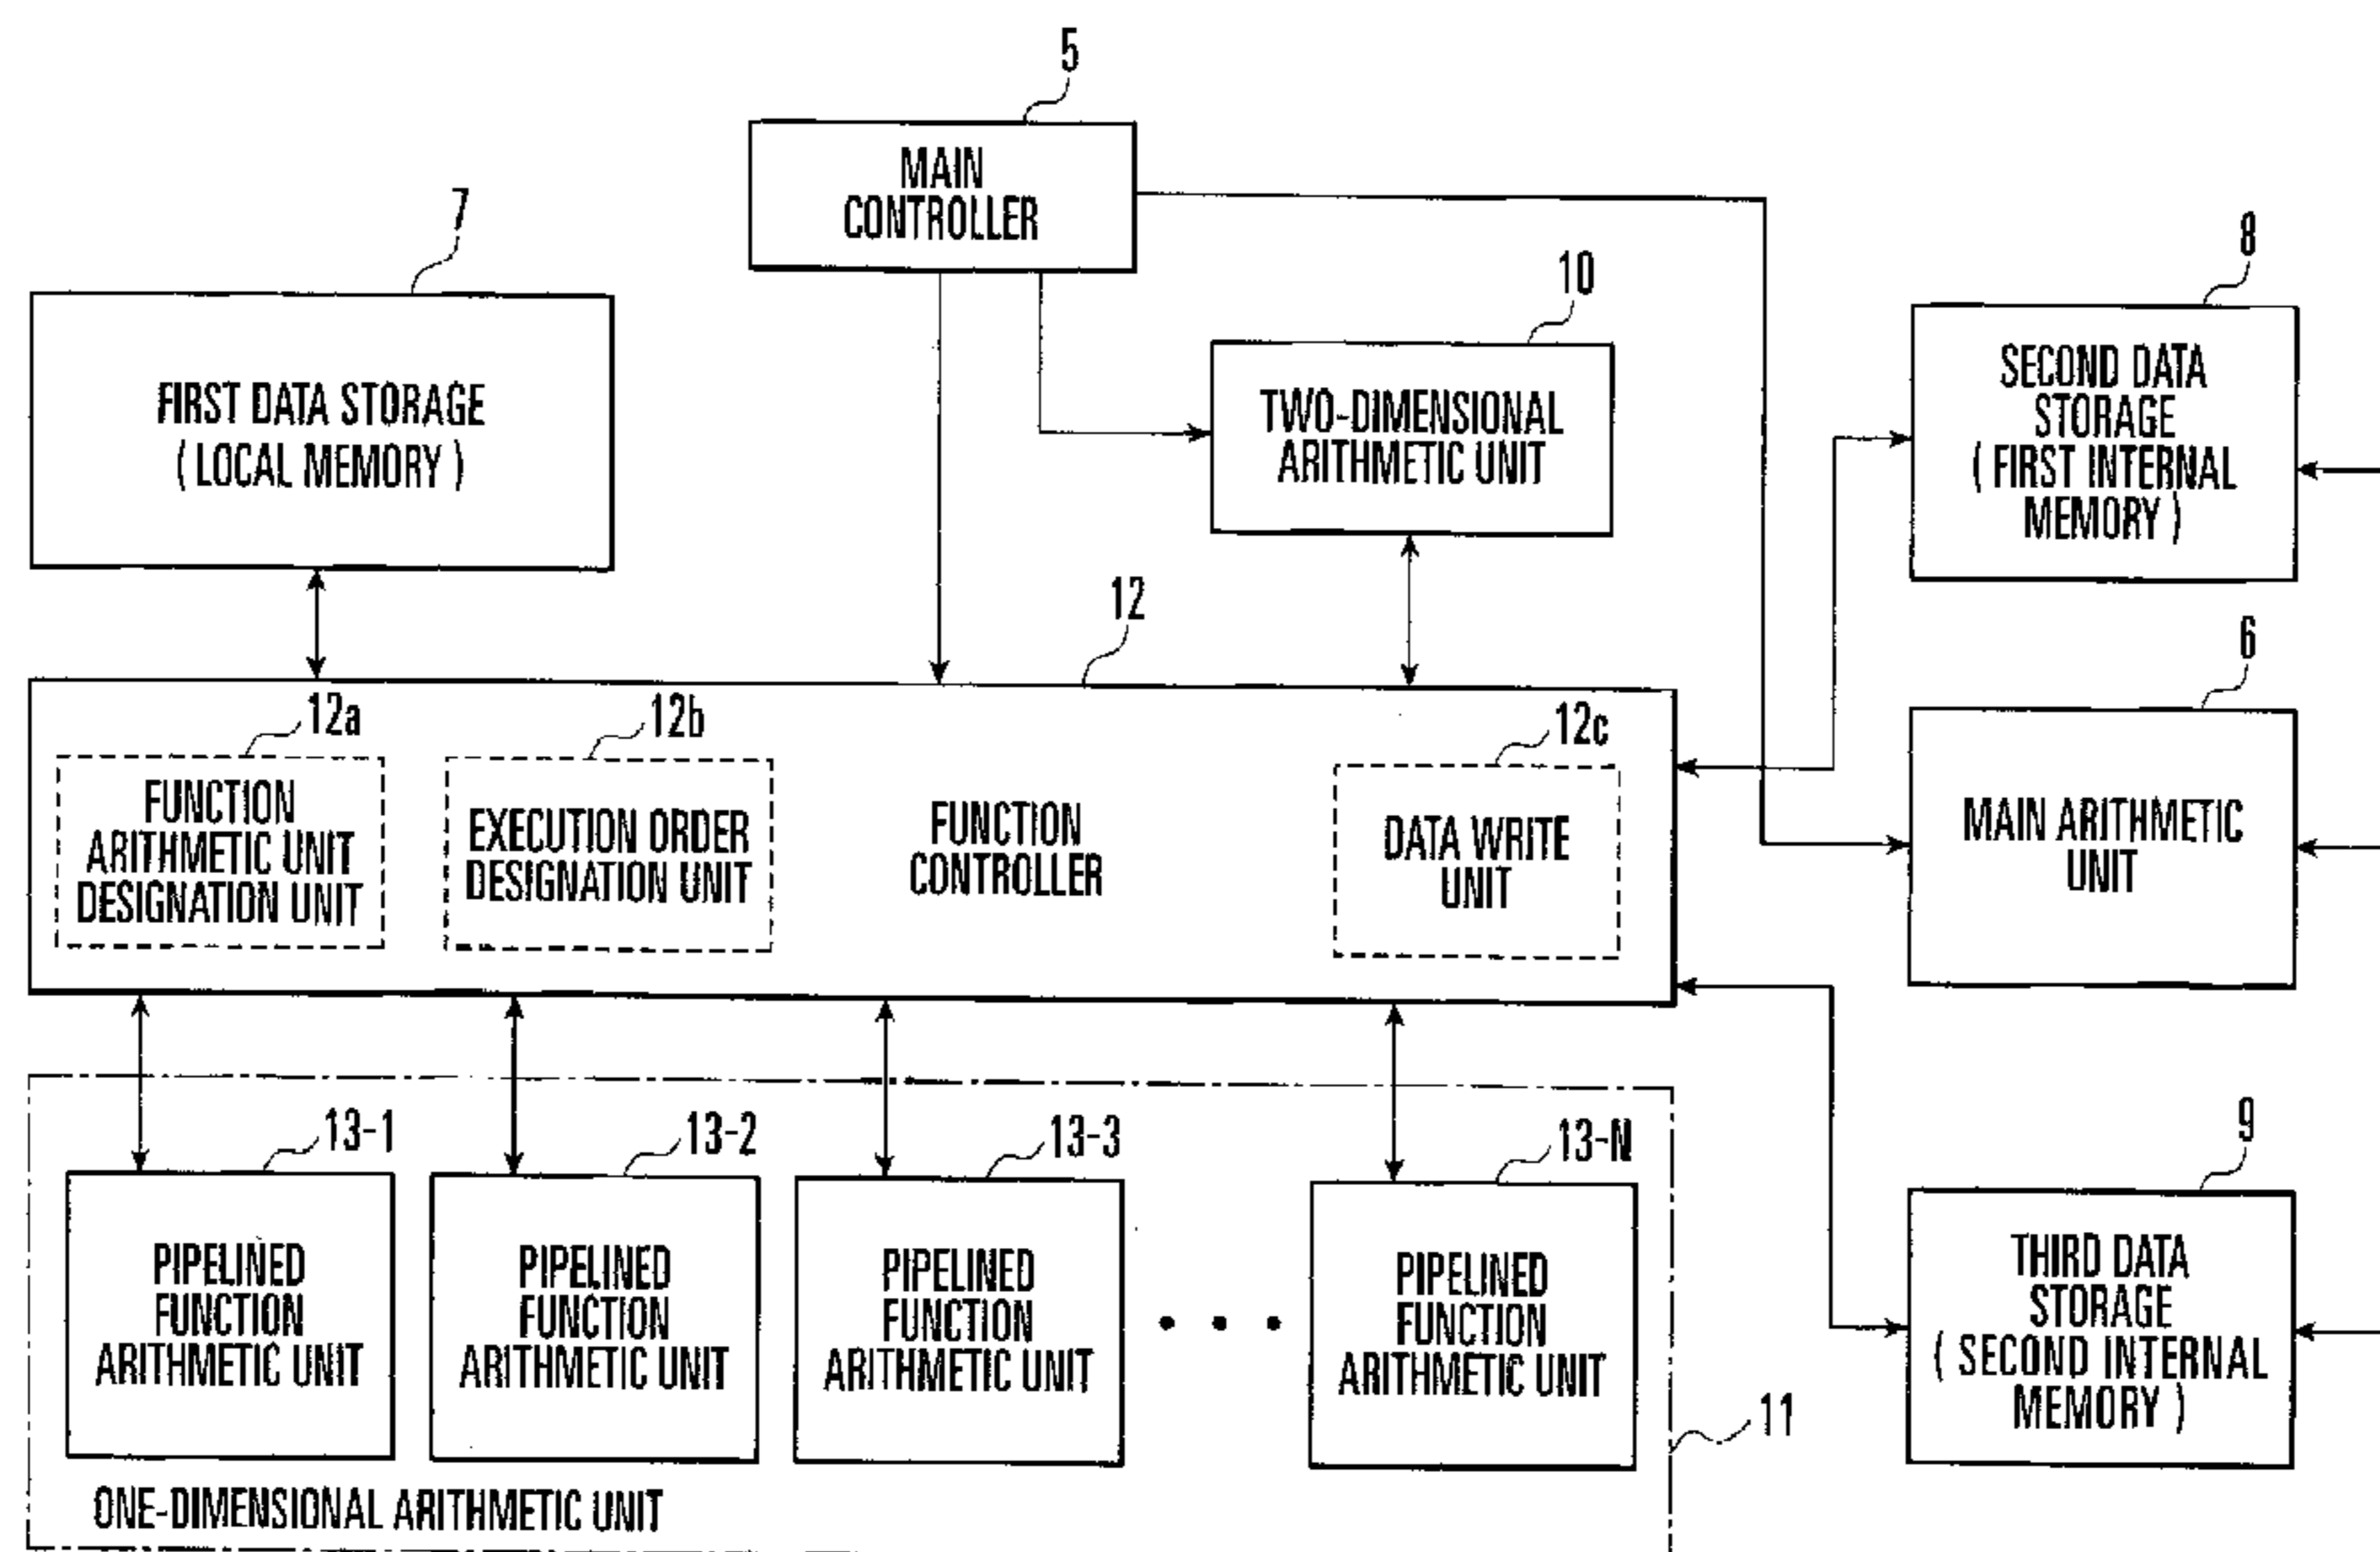 5
MAIN
CONTROLLER
7
FIRST DATA STORAGE
( LOCAL MEMORY )
10
TWO-DIMENSIONAL
ARITHMETIC UNIT
8
SECOND DATA
STORAGE
( FIRST INTERNAL
MEMORY )
12
12a
FUNCTION
ARITHMETIC UNIT
DESIGNATION UNIT
12b
EXECUTION ORDER
DESIGNATION UNIT
FUNCTION
CONTROLLER
12c
DATA WRITE
UNIT
6
MAIN ARITHMETIC
UNIT
13-1
PIPELINED
FUNCTION
ARITHMETIC UNIT
13-2
PIPELINED
FUNCTION
ARITHMETIC UNIT
13-3
PIPELINED
FUNCTION
ARITHMETIC UNIT
• • •
13-N
PIPELINED
FUNCTION
ARITHMETIC UNIT
9
THIRD DATA
STORAGE
( SECOND INTERNAL
MEMORY )
11
ONE-DIMENSIONAL ARITHMETIC UNIT